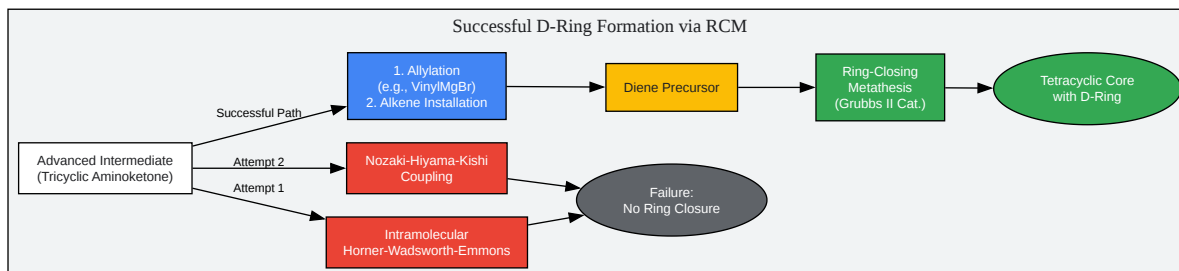 Successful D-Ring Formation via RCM
1. Allylation
(e.g., VinylMgBr)
2. Alkene Installation
Diene Precursor
Ring-Closing
Metathesis
(Grubbs II Cat.)
Tetracyclic Core
with D-Ring
Successful Path
Advanced Intermediate
(Tricyclic Aminoketone)
Attempt 2
Nozaki-Hiyama-Kishi
Coupling
Attempt 1
Failure:
No Ring Closure
Intramolecular
Horner-Wadsworth-Emmons